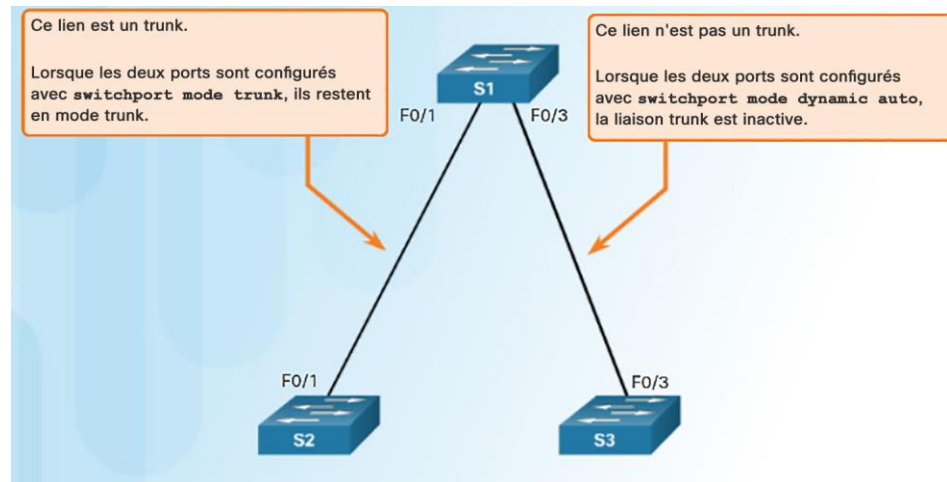 Ce lien est un trunk.
Lorsque les deux ports sont configurés
avec switchport mode trunk, ils restent
en mode trunk.
Ce lien n'est pas un trunk.
Lorsque les deux ports sont configurés
avec switchport mode dynamic auto,
la liaison trunk est inactive.
S1
F0/1
F0/3
F0/1
F0/3
S2
S3